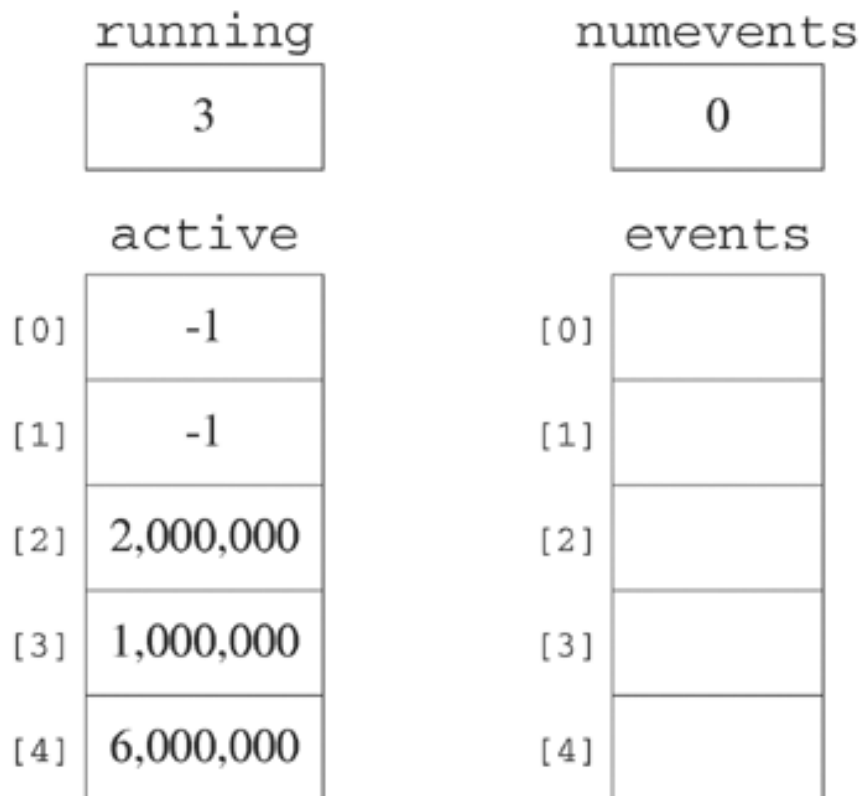 running numevents
3 0
active events
[0] -1 [0]
[1] -1 [1]
[2] 2,000,000 [2]
[3] 1,000,000 [3]
[4] 6,000,000 [4]